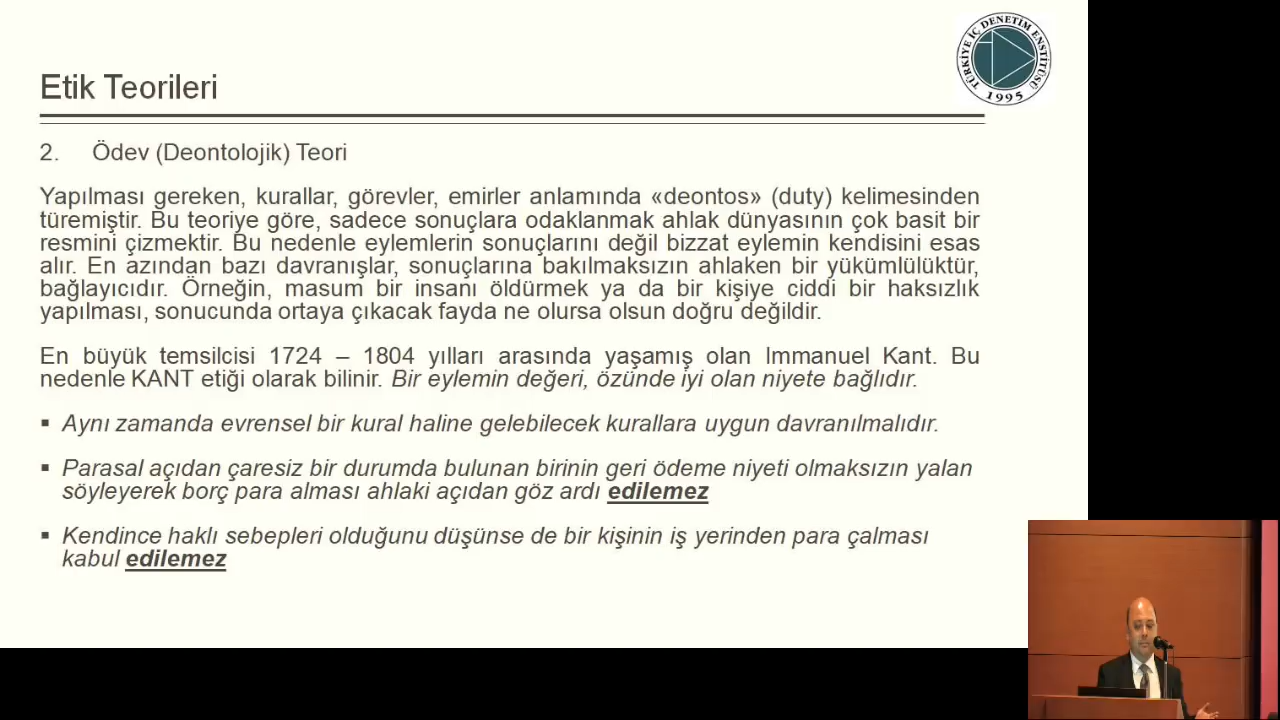 TÜRKİYE İÇ DENETİM ENSTİTÜSÜ
1995
Etik Teorileri
2. Ödev (Deontolojik) Teori
Yapılması gereken, kurallar, görevler, emirler anlamında «deontos» (duty) kelimesinden
türemiştir. Bu teoriye göre, sadece sonuçlara odaklanmak ahlak dünyasının çok basit bir
resmini çizmektir. Bu nedenle eylemlerin sonuçlarını değil bizzat eylemin kendisini esas
alır. En azından bazı davranışlar, sonuçlarına bakılmaksızın ahlaken bir yükümlülüktür,
bağlayıcıdır. Örneğin, masum bir insanı öldürmek ya da bir kişiye ciddi bir haksızlık
yapılması, sonucunda ortaya çıkacak fayda ne olursa olsun doğru değildir.
En büyük temsilcisi 1724 – 1804 yılları arasında yaşamış olan Immanuel Kant. Bu
nedenle KANT etiği olarak bilinir. Bir eylemin değeri, özünde iyi olan niyete bağlıdır.
▪ Aynı zamanda evrensel bir kural haline gelebilecek kurallara uygun davranılmalıdır.
▪ Parasal açıdan çaresiz bir durumda bulunan birinin geri ödeme niyeti olmaksızın yalan
söyleyerek borç para alması ahlaki açıdan göz ardı edilemez
▪ Kendince haklı sebepleri olduğunu düşünse de bir kişinin iş yerinden para çalması
kabul edilemez